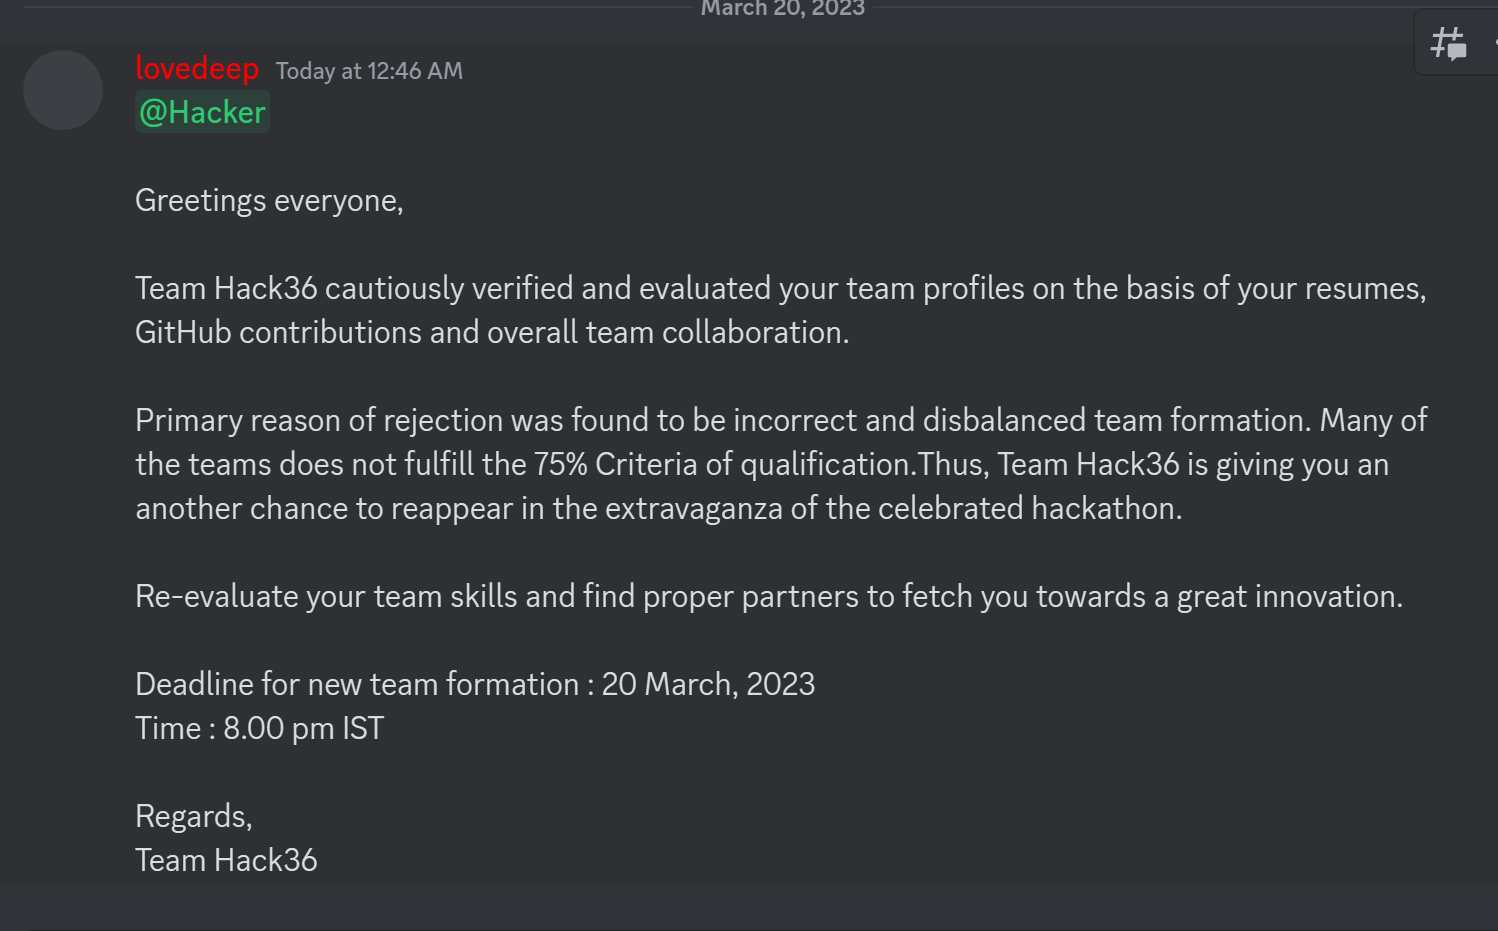 March 20, 2023
lovedeep Today at 12:46 AM
@Hacker
Greetings everyone,
Team Hack36 cautiously verified and evaluated your team profiles on the basis of your resumes,
GitHub contributions and overall team collaboration.
Primary reason of rejection was found to be incorrect and disbalanced team formation. Many of
the teams does not fulfill the 75% Criteria of qualification.Thus, Team Hack36 is giving you an
another chance to reappear in the extravaganza of the celebrated hackathon.
Re-evaluate your team skills and find proper partners to fetch you towards a great innovation.
Deadline for new team formation : 20 March, 2023
Time : 8.00 pm IST
Regards,
Team Hack36